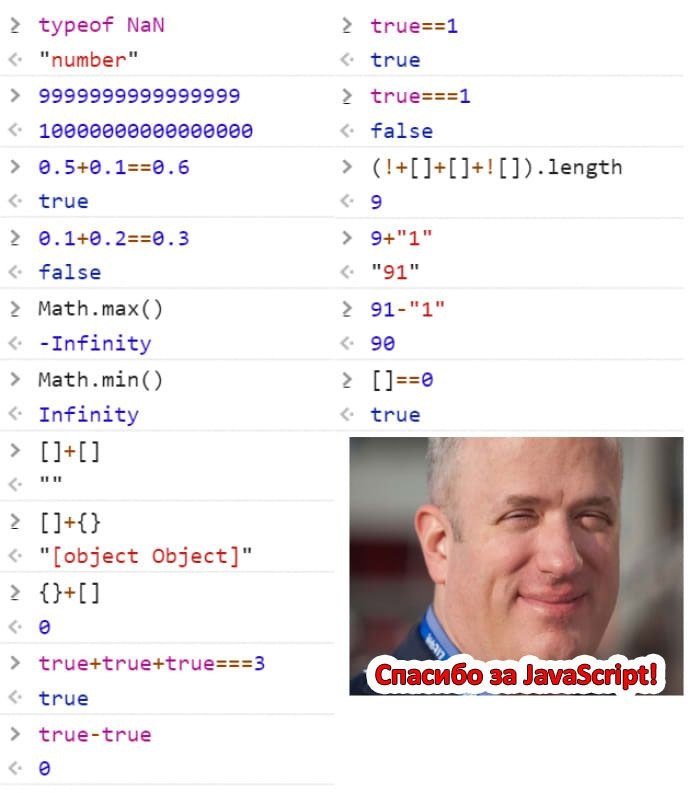 typeof NaN
"number"
9999999999999999
10000000000000000
0.5+0.1==0.6
true
0.1+0.2==0.3
false
Math.max()
-Infinity
Math.min()
Infinity
[]+[]
""
[]+{}
"[object Object]"
{}+[]
0
true+true+true===3
true
true-true
0
true==1
true
true===1
false
(!+[]+[]+![]).length
9
9+"1"
"91"
91-"1"
90
[]==0
true
Спасибо за JavaScript!